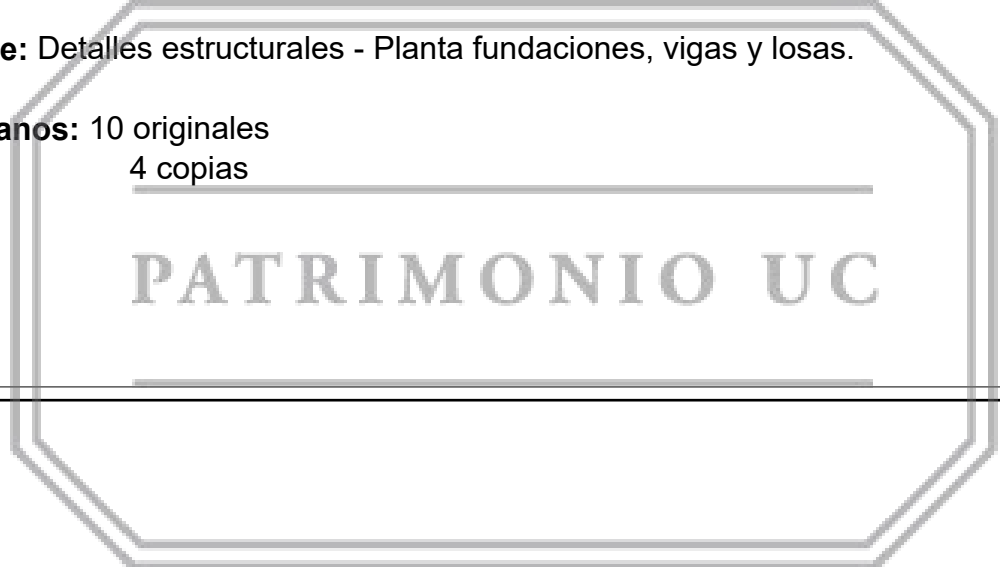 e: Detalles estructurales - Planta fundaciones, vigas y losas.
anos: 10 originales
4 copias
PATRIMONIO UC